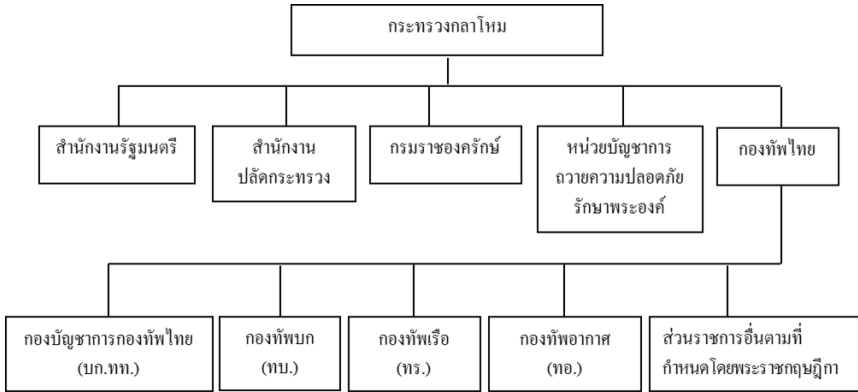 กระทรวงกลาโหม
สำนักงานรัฐมนตรี
สำนักงาน
ปลัดกระทรวง
กรมราชองครักษ์
หน่วยบัญชาการ
ถวายความปลอดภัย
รักษาพระองค์
กองทัพไทย
กองบัญชาการกองทัพไทย
(บก.ทท.)
กองทัพบก
(ทบ.)
กองทัพเรือ
(ทร.)
กองทัพอากาศ
(ทอ.)
ส่วนราชการอื่นตามที่
กำหนดโดยพระราชกฤษฎีกา